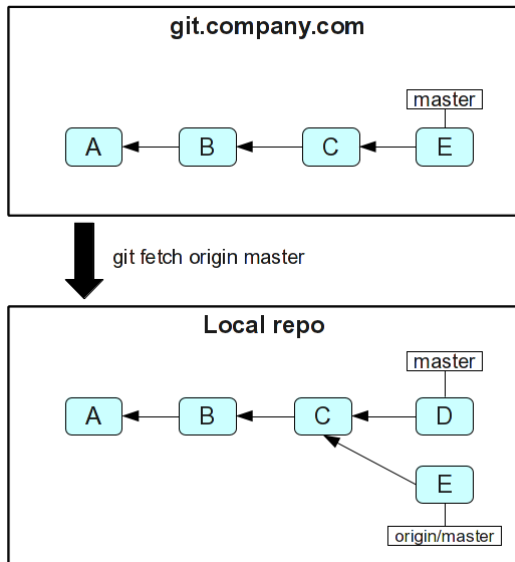 git.company.com
master
A B C E
git fetch origin master
Local repo
master
A B C D
E
origin/master